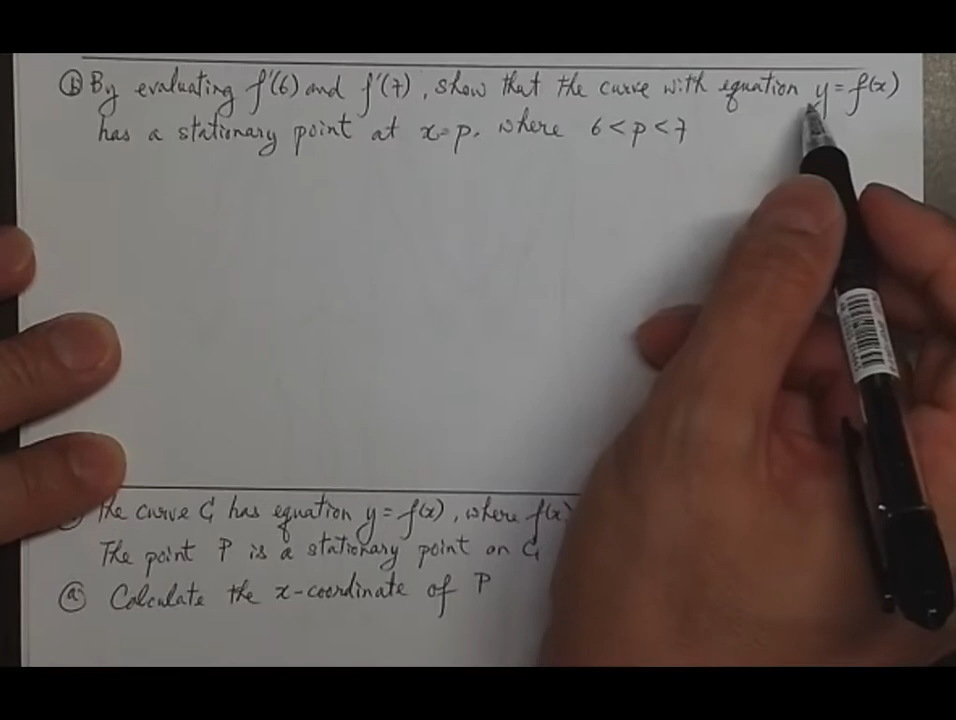 ⓑ By evaluating f'(6) and f'(7), show that the curve with equation y = f(x)
has a stationary point at x=p, where 6 < p < 7
The curve C has equation y = f(x), where f(x)
The point P is a stationary point on C
ⓐ Calculate the x-coordinate of P